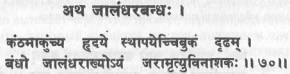 अथ जालंधरबन्धः ।
कंठमाकुंच्य हृदये स्थापयेच्चिबुकं दृढम् ।
बंधो जालंधराख्योऽयं जरामृत्युविनाशकः ।। ७० ।।